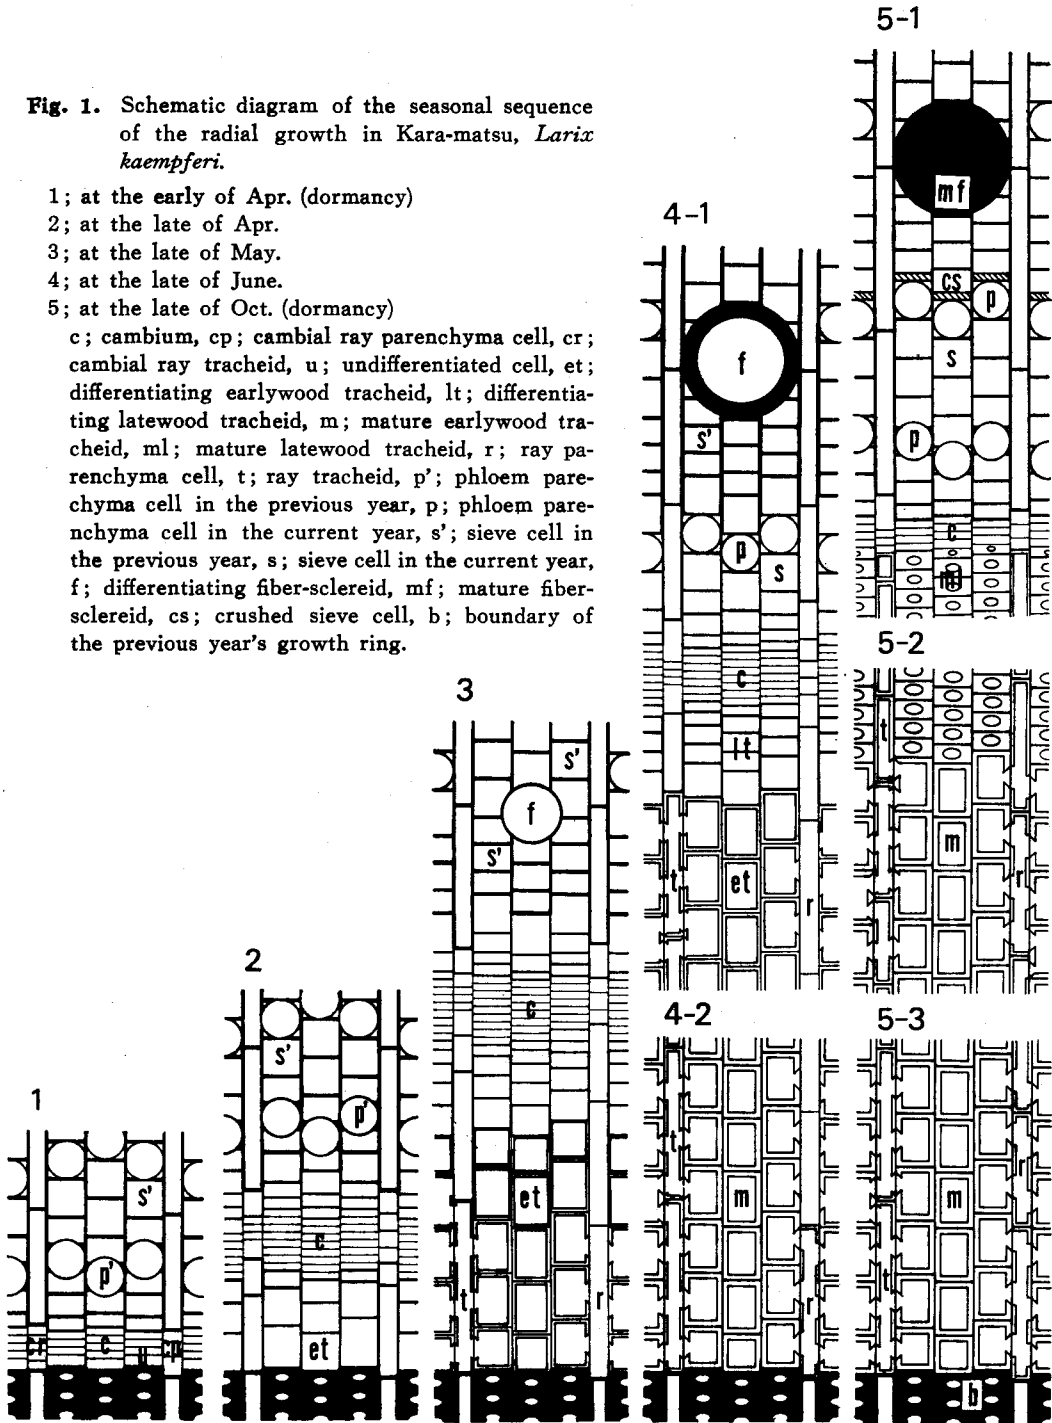 Fig. 1. Schematic diagram of the seasonal sequence
of the radial growth in Kara-matsu, Larix
kaempferi.
1; at the early of Apr. (dormancy)
2; at the late of Apr.
3; at the late of May.
4; at the late of June.
5; at the late of Oct. (dormancy)
c; cambium, cp; cambial ray parenchyma cell, cr;
cambial ray tracheid, u; undifferentiated cell, et;
differentiating earlywood tracheid, lt; differentia-
ting latewood tracheid, m; mature earlywood tra-
cheid, ml; mature latewood tracheid, r; ray pa-
renchyma cell, t; ray tracheid, p'; phloem pare-
chyma cell in the previous year, p; phloem pare-
nchyma cell in the current year, s'; sieve cell in
the previous year, s; sieve cell in the current year,
f; differentiating fiber-sclereid, mf; mature fiber-
sclereid, cs; crushed sieve cell, b; boundary of
the previous year's growth ring.
1
s'
p'
cr
c
u
cp
2
s'
p'
c
et
3
s'
f
s'
c
et
t
r
4-1
f
s'
p
s
c
lt
t
et
r
4-2
t
m
r
5-1
mf
cs
p
s
p
c
ml
5-2
t
m
r
5-3
r
m
t
b